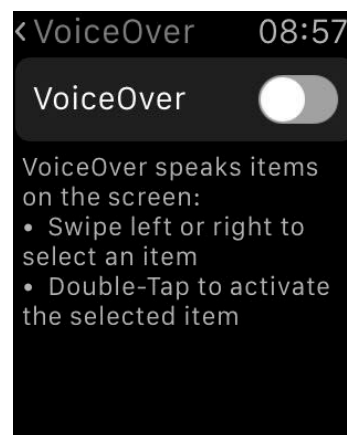 <VoiceOver 08:57
VoiceOver
VoiceOver speaks items
on the screen:
• Swipe left or right to
select an item
• Double-Tap to activate
the selected item